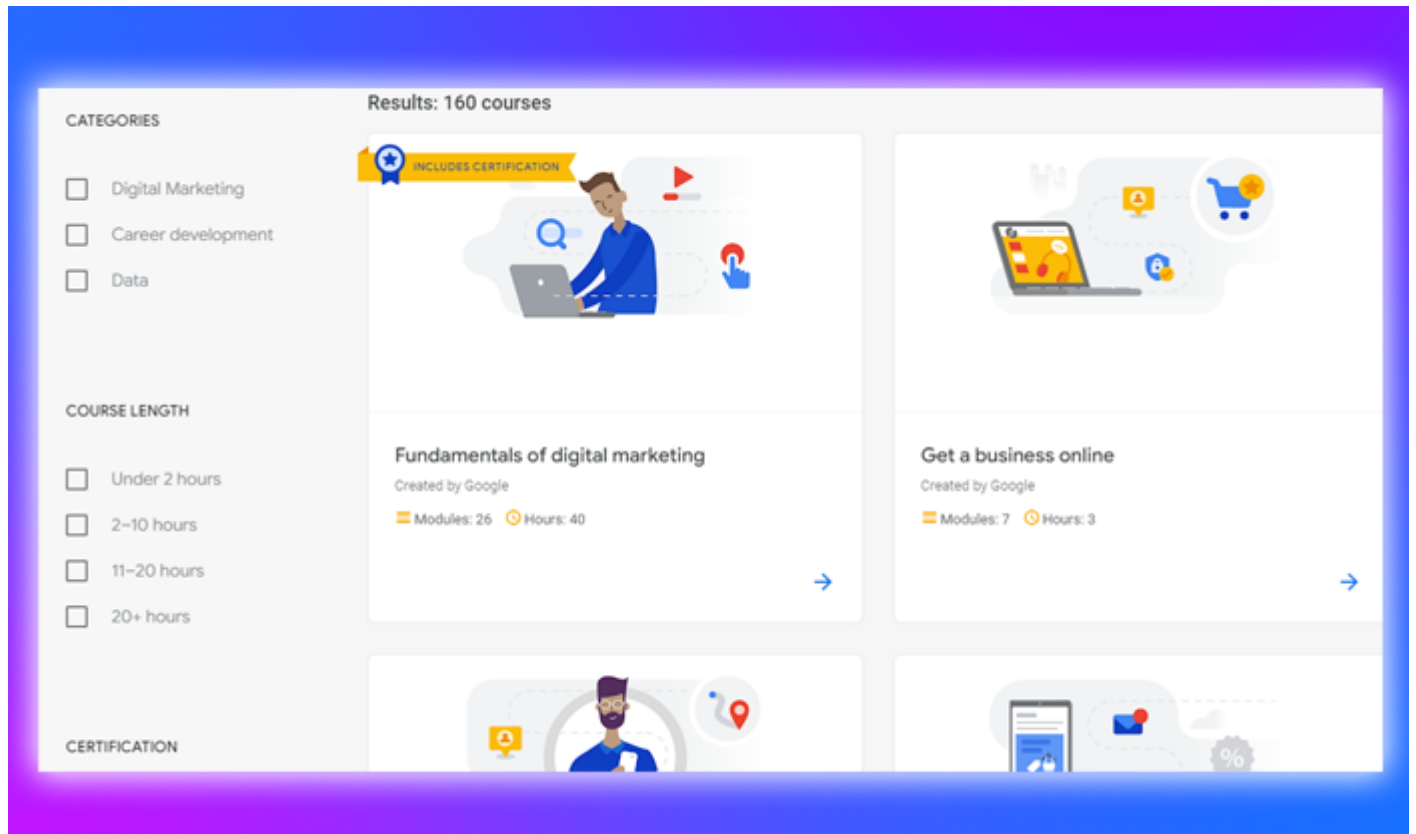 CATEGORIES
Digital Marketing
Career development
Data
COURSE LENGTH
Under 2 hours
2–10 hours
11–20 hours
20+ hours
CERTIFICATION
Results: 160 courses
INCLUDES CERTIFICATION
Fundamentals of digital marketing
Created by Google
Modules: 26 Hours: 40
Get a business online
Created by Google
Modules: 7 Hours: 3
%